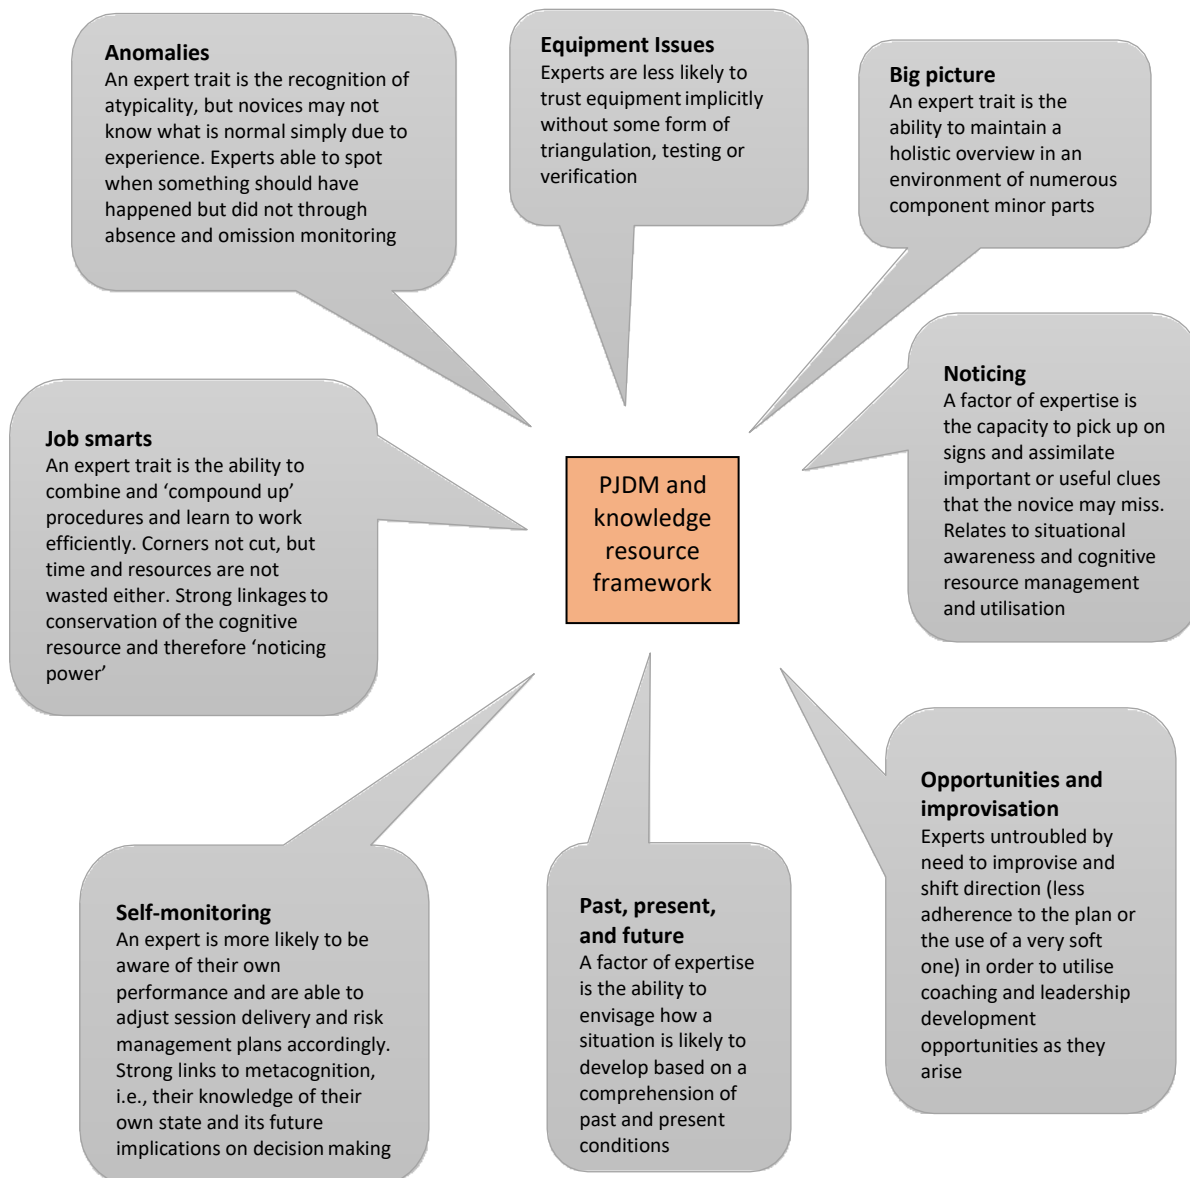 Anomalies
An expert trait is the recognition of
atypicality, but novices may not
know what is normal simply due to
experience. Experts able to spot
when something should have
happened but did not through
absence and omission monitoring
Equipment Issues
Experts are less likely to
trust equipment implicitly
without some form of
triangulation, testing or
verification
Big picture
An expert trait is the
ability to maintain a
holistic overview in an
environment of numerous
component minor parts
Job smarts
An expert trait is the ability to
combine and ‘compound up’
procedures and learn to work
efficiently. Corners not cut, but
time and resources are not
wasted either. Strong linkages to
conservation of the cognitive
resource and therefore ‘noticing
power’
PJDM and
knowledge
resource
framework
Noticing
A factor of expertise is
the capacity to pick up on
signs and assimilate
important or useful clues
that the novice may miss.
Relates to situational
awareness and cognitive
resource management
and utilisation
Self-monitoring
An expert is more likely to be
aware of their own
performance and are able to
adjust session delivery and risk
management plans accordingly.
Strong links to metacognition,
i.e., their knowledge of their
own state and its future
implications on decision making
Past, present,
and future
A factor of expertise
is the ability to
envisage how a
situation is likely to
develop based on a
comprehension of
past and present
conditions
Opportunities and
improvisation
Experts untroubled by
need to improvise and
shift direction (less
adherence to the plan or
the use of a very soft
one) in order to utilise
coaching and leadership
development
opportunities as they
arise